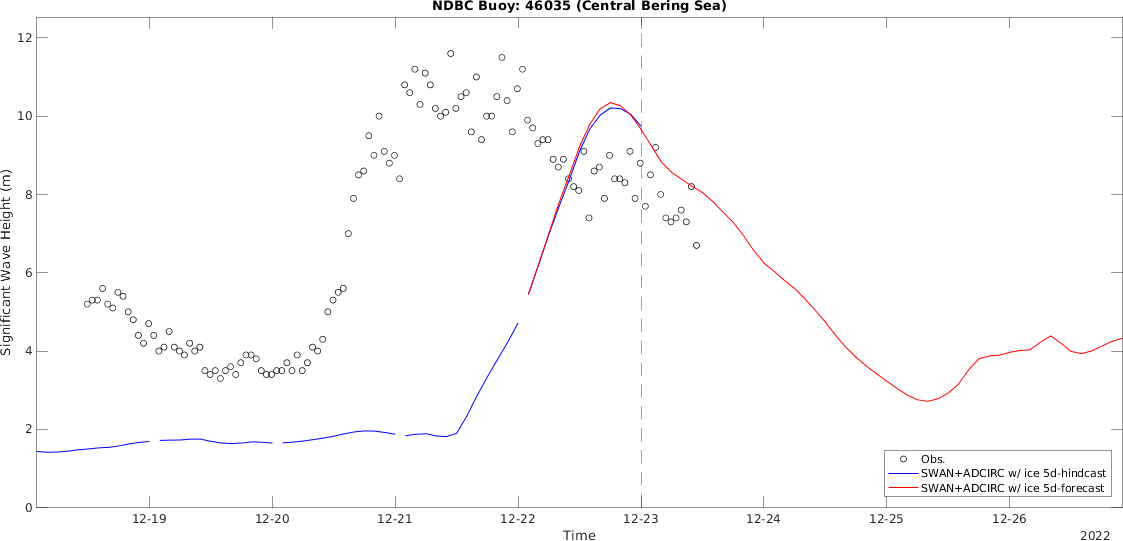 NDBC Buoy: 46035 (Central Bering Sea)
12
10
8
6
4
2
0
Significant Wave Height (m)
Obs.
SWAN+ADCIRC w/ ice 5d-hindcast
SWAN+ADCIRC w/ ice 5d-forecast
12-19 12-20 12-21 12-22 12-23 12-24 12-25 12-26
Time
2022